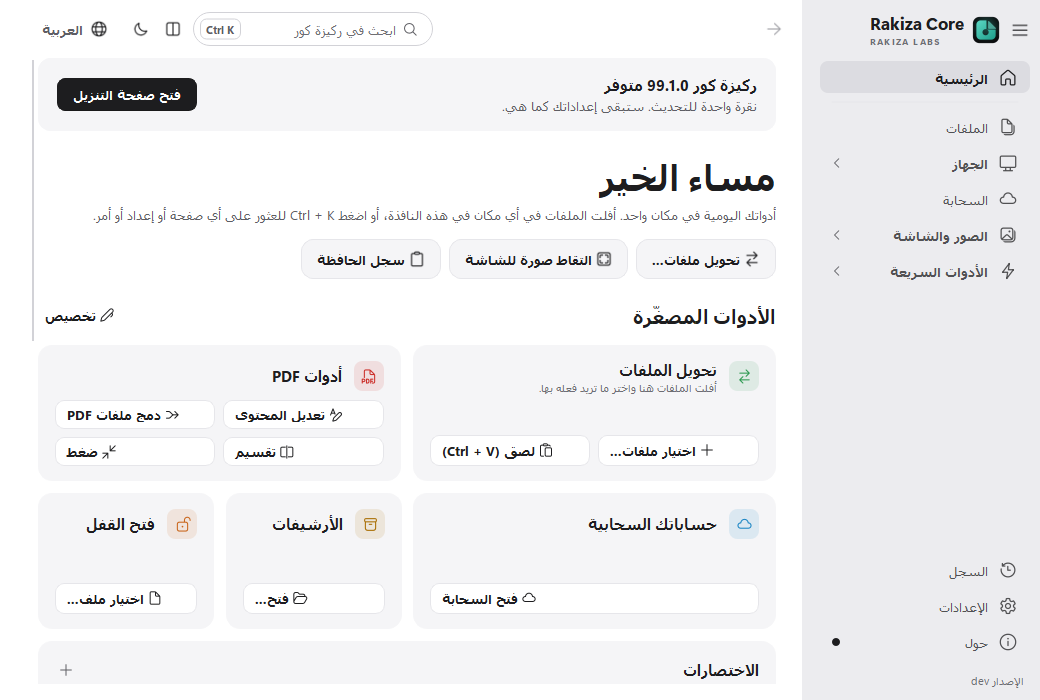 Rakiza Core
RAKIZA LABS
الرئيسية
الملفات
الجهاز
السحابة
الصور والشاشة
الأدوات السريعة
السجل
الإعدادات
حول
الإصدار dev
ابحث في ركيزة كور
Ctrl K
العربية
ركيزة كور 99.1.0 متوفر
نقرة واحدة للتحديث. ستبقى إعداداتك كما هي.
فتح صفحة التنزيل
مساء الخير
أدواتك اليومية في مكان واحد. أفلت الملفات في أي مكان في هذه النافذة، أو اضغط Ctrl + K للعثور على أي صفحة أو إعداد أو أمر.
تحويل ملفات...
التقاط صورة للشاشة
سجل الحافظة
الأدوات المصغّرة
تخصيص
تحويل الملفات
أفلت الملفات هنا واختر ما تريد فعله بها.
اختيار ملفات...
لصق (Ctrl + V)
أدوات PDF
تعديل المحتوى
دمج ملفات PDF
تقسيم
ضغط
حساباتك السحابية
فتح السحابة
الأرشيفات
فتح...
فتح القفل
اختيار ملف...
الاختصارات